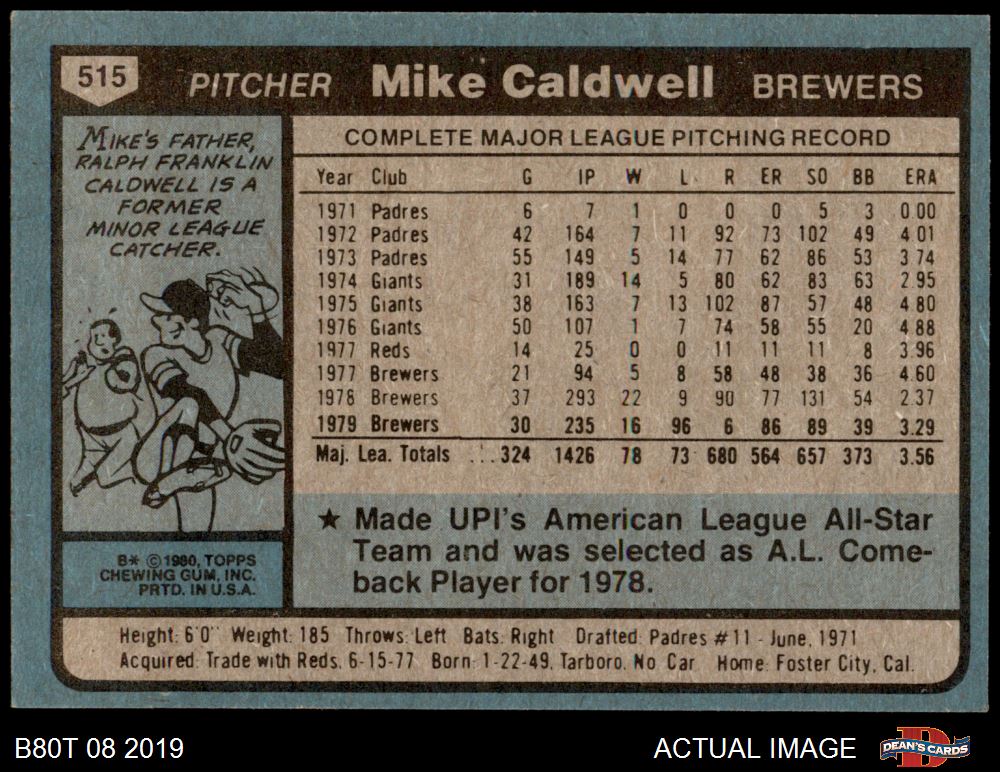 515 PITCHER Mike Caldwell BREWERS
MIKE'S FATHER,
RALPH FRANKLIN
CALDWELL IS A
FORMER
MINOR LEAGUE
CATCHER.
COMPLETE MAJOR LEAGUE PITCHING RECORD
Year Club G IP W L R ER SO BB ERA
1971 Padres 6 7 1 0 0 0 5 3 0.00
1972 Padres 42 164 7 11 92 73 102 49 4.01
1973 Padres 55 149 5 14 77 62 86 53 3.74
1974 Giants 31 189 14 5 80 62 83 63 2.95
1975 Giants 38 163 7 13 102 87 57 48 4.80
1976 Giants 50 107 1 7 74 58 55 20 4.88
1977 Reds 14 25 0 0 11 11 11 8 3.96
1977 Brewers 21 94 5 8 58 48 38 36 4.60
1978 Brewers 37 293 22 9 90 77 131 54 2.37
1979 Brewers 30 235 16 96 6 86 89 39 3.29
Maj. Lea. Totals ...324 1426 78 73 680 564 657 373 3.56
★ Made UPI's American League All-Star
Team and was selected as A.L. Come-
back Player for 1978.
B* © 1980, TOPPS
CHEWING GUM, INC.
PRTD. IN U.S.A.
Height: 6'0" Weight: 185 Throws: Left Bats: Right Drafted: Padres #11 - June, 1971
Acquired: Trade with Reds, 6-15-77 Born: 1-22-49, Tarboro, No Car. Home: Foster City, Cal.
B80T 08 2019 ACTUAL IMAGE DEAN'S CARDS